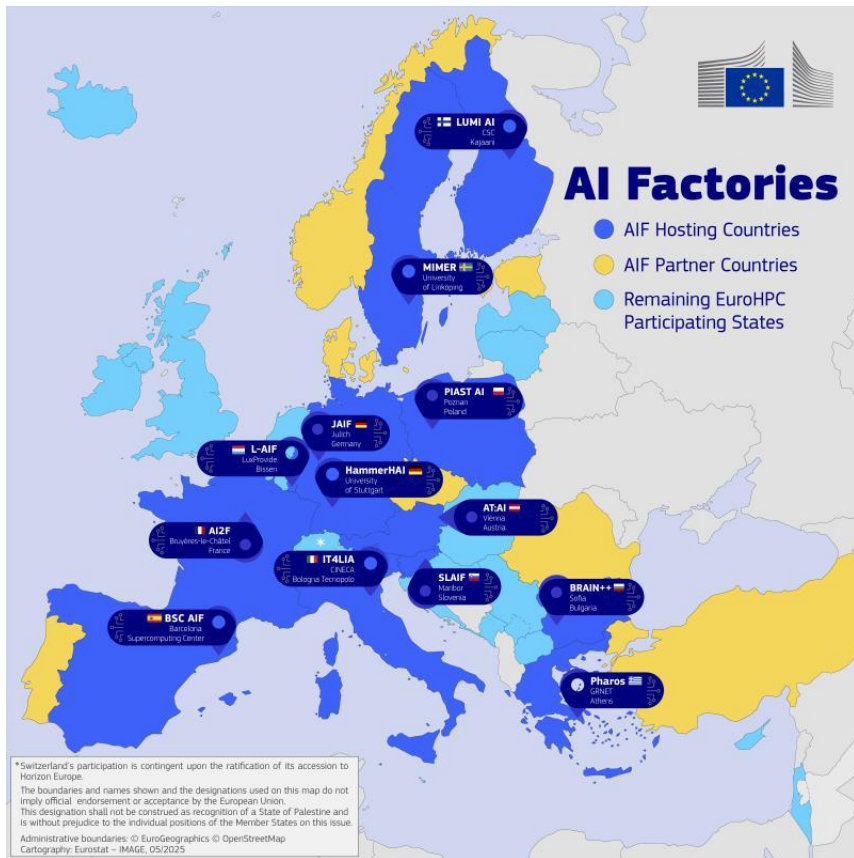 LUMI AI
CSC
Kajaani
AI Factories
AIF Hosting Countries
AIF Partner Countries
Remaining EuroHPC
Participating States
MIMER
University
of Linköping
PIAST AI
Poznan
Poland
JAIF
Julich
Germany
L-AIF
LuxProvide
Bissen
HammerHAI
University
of Stuttgart
AT:AI
Vienna
Austria
AI2F
Bruyères-le-Châtel
France
*
IT4LIA
CINECA
Bologna Tecnopolo
SLAIF
Maribor
Slovenia
BRAIN++
Sofia
Bulgaria
BSC AIF
Barcelona
Supercomputing Center
Pharos
GRNET
Athens
*Switzerland's participation is contingent upon the ratification of its accession to
Horizon Europe.
The boundaries and names shown and the designations used on this map do not
imply official endorsement or acceptance by the European Union.
This designation shall not be construed as recognition of a State of Palestine and
is without prejudice to the individual positions of the Member States on this issue.
Administrative boundaries: © EuroGeographics © OpenStreetMap
Cartography: Eurostat – IMAGE, 05/2025